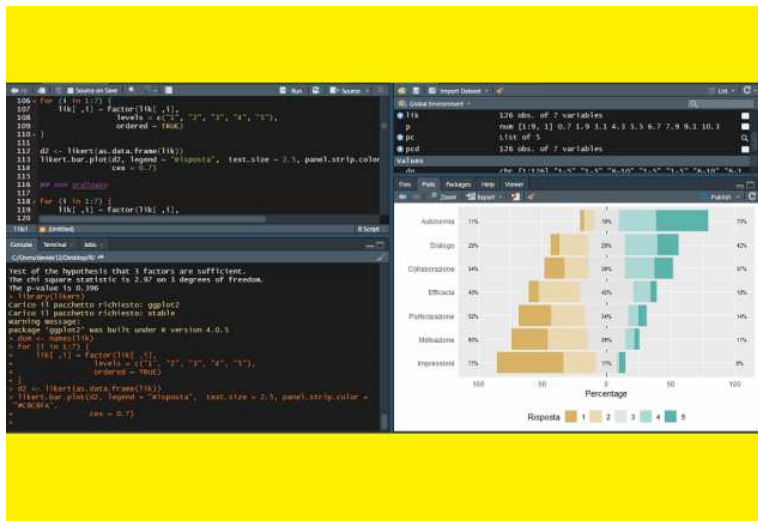 Source on Save
Run
Source
106 for (i in 1:7) {
107 lik[ ,i] = factor(lik[ ,i],
108 levels = c("1", "2", "3", "4", "5"),
109 ordered = TRUE)
110 }
111
112 d2 <- likert(as.data.frame(lik))
113 likert.bar.plot(d2, legend = "Risposta", text.size = 2.5, panel.strip.color
114 cex = 0.7)
115
116 ## non ordinate
117
118 for (i in 1:7) {
119 lik[ ,i] = factor(lik[ ,i],
120
(Untitled)
R Script
Console Terminal Jobs
C:/Users/davide12/Desktop/R/
Test of the hypothesis that 3 factors are sufficient.
The chi square statistic is 2.97 on 3 degrees of freedom.
The p-value is 0.396
> library(likert)
Carico il pacchetto richiesto: ggplot2
Carico il pacchetto richiesto: xtable
Warning message:
package 'ggplot2' was built under R version 4.0.5
> dom <- names(lik)
> for (i in 1:7) {
+ lik[ ,i] = factor(lik[ ,i],
+ levels = c("1", "2", "3", "4", "5"),
+ ordered = TRUE)
+ }
> d2 <- likert(as.data.frame(lik))
> likert.bar.plot(d2, legend = "Risposta", text.size = 2.5, panel.strip.color =
"#CBCBFA",
+ cex = 0.7)
>
Import Dataset
List
Global Environment
lik 126 obs. of 7 variables
p num [1:9, 1] 0.7 1.9 3.1 4.3 5.5 6.7 7.9 9.1 10.3
pc List of 5
pcd 126 obs. of 7 variables
Values
Files Plots Packages Help Viewer
Zoom Export Publish
Autonomia 11% 19% 70%
Dialogo 29% 29% 42%
Collaborazione 34% 29% 37%
Efficacia 40% 42%
Partecipazione 52% 34% 14%
Motivazione 60% 11%
Impressioni 11%
100 50 0 50 100
Percentage
Risposta 1 2 3 4 5